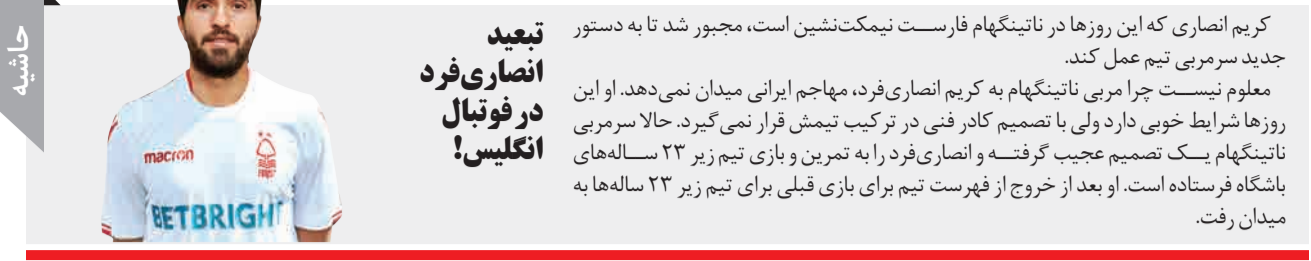 حاشیه
تبعید
انصاری‌فرد
در فوتبال
انگلیس!
کریم انصاری که این روزها در ناتینگهام فارست نیمکت‌نشین است، مجبور شد تا به دستور
جدید سرمربی تیم عمل کند.
معلوم نیست چرا مربی ناتینگهام به کریم انصاری‌فرد، مهاجم ایرانی میدان نمی‌دهد. او این
روزها شرایط خوبی دارد ولی با تصمیم کادر فنی در ترکیب تیمش قرار نمی‌گیرد. حالا سرمربی
ناتینگهام یک تصمیم عجیب گرفته و انصاری‌فرد را به تمرین و بازی تیم زیر ۲۳ ساله‌های
باشگاه فرستاده است. او بعد از خروج از فهرست تیم برای بازی قبلی برای تیم زیر ۲۳ ساله‌ها به
میدان رفت.
macron
BETBRIGHT